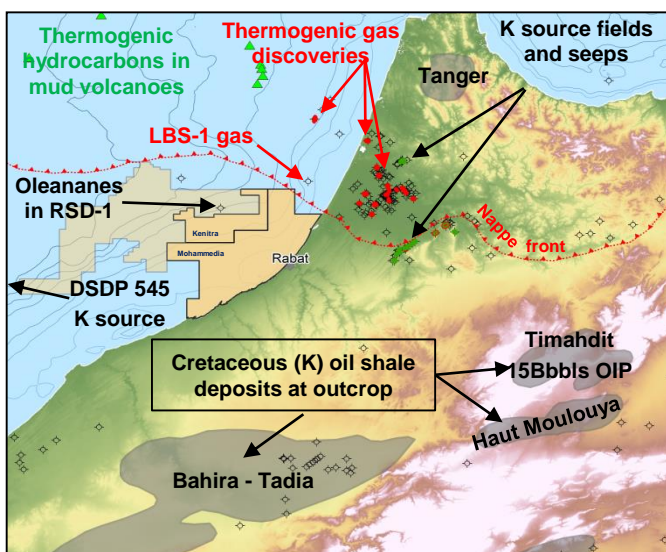 Thermogenic
hydrocarbons in
mud volcanoes
Thermogenic gas
discoveries
K source fields
and seeps
Tanger
LBS-1 gas
Oleananes
in RSD-1
Kenitra
Mohammedia
Rabat
Nappe front
DSDP 545
K source
Cretaceous (K) oil shale
deposits at outcrop
Timahdit
15Bbbls OIP
Haut Moulouya
Bahira - Tadia